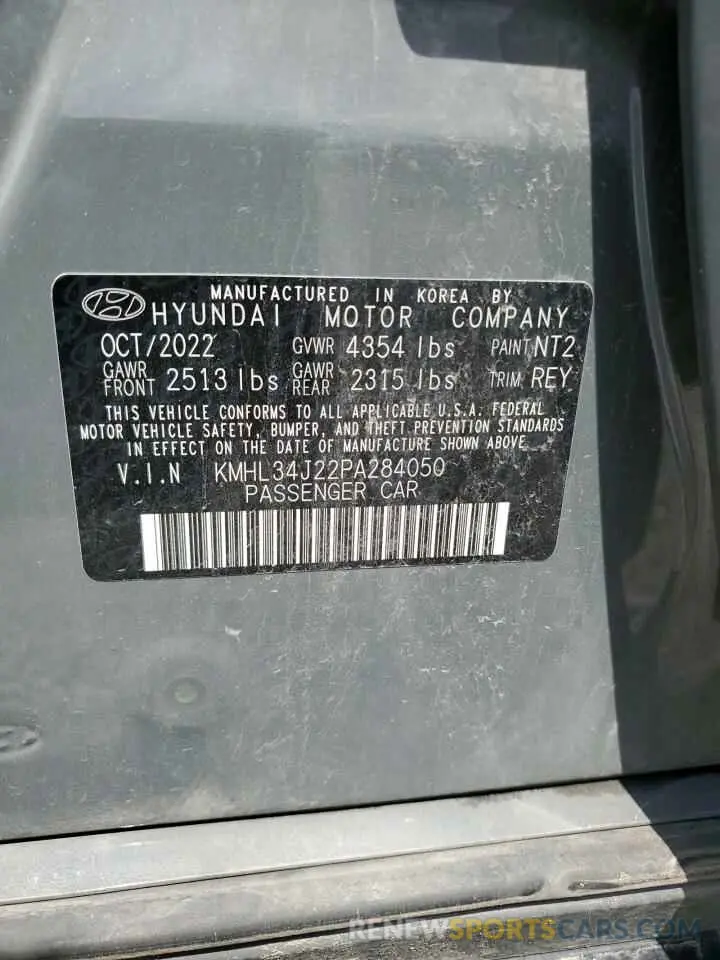 MANUFACTURED IN KOREA BY
HYUNDAI MOTOR COMPANY
OCT/2022 GVWR 4354 lbs PAINT NT2
GAWR FRONT 2513 lbs GAWR REAR 2315 lbs TRIM REY
THIS VEHICLE CONFORMS TO ALL APPLICABLE U.S.A. FEDERAL
MOTOR VEHICLE SAFETY, BUMPER, AND THEFT PREVENTION STANDARDS
IN EFFECT ON THE DATE OF MANUFACTURE SHOWN ABOVE.
V.I.N KMHL34J22PA284050
PASSENGER CAR
RENEWSPORTSCARS.COM